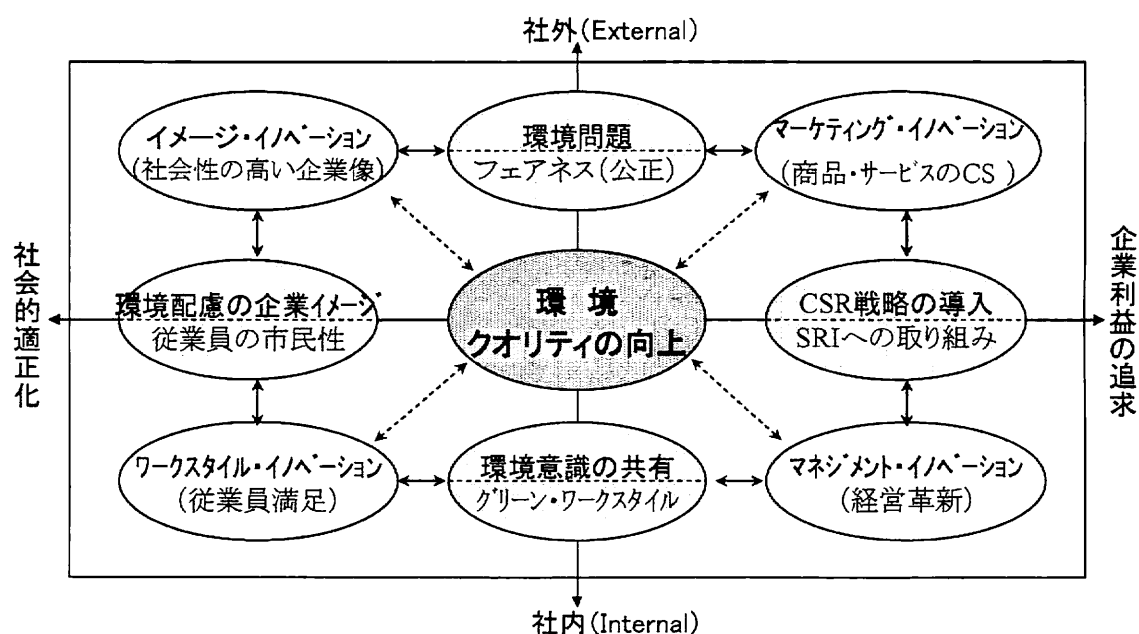 社外(External)
イメージ・イノベーション
(社会性の高い企業像)
環境問題
フェアネス(公正)
マーケティング・イノベーション
(商品・サービスのCS )
社会的適正化
環境配慮の企業イメージ
従業員の市民性
環 境
クオリティの向上
CSR戦略の導入
SRIへの取り組み
企業利益の追求
ワークスタイル・イノベーション
(従業員満足)
環境意識の共有
グリーン・ワークスタイル
マネジメント・イノベーション
(経営革新)
社内(Internal)